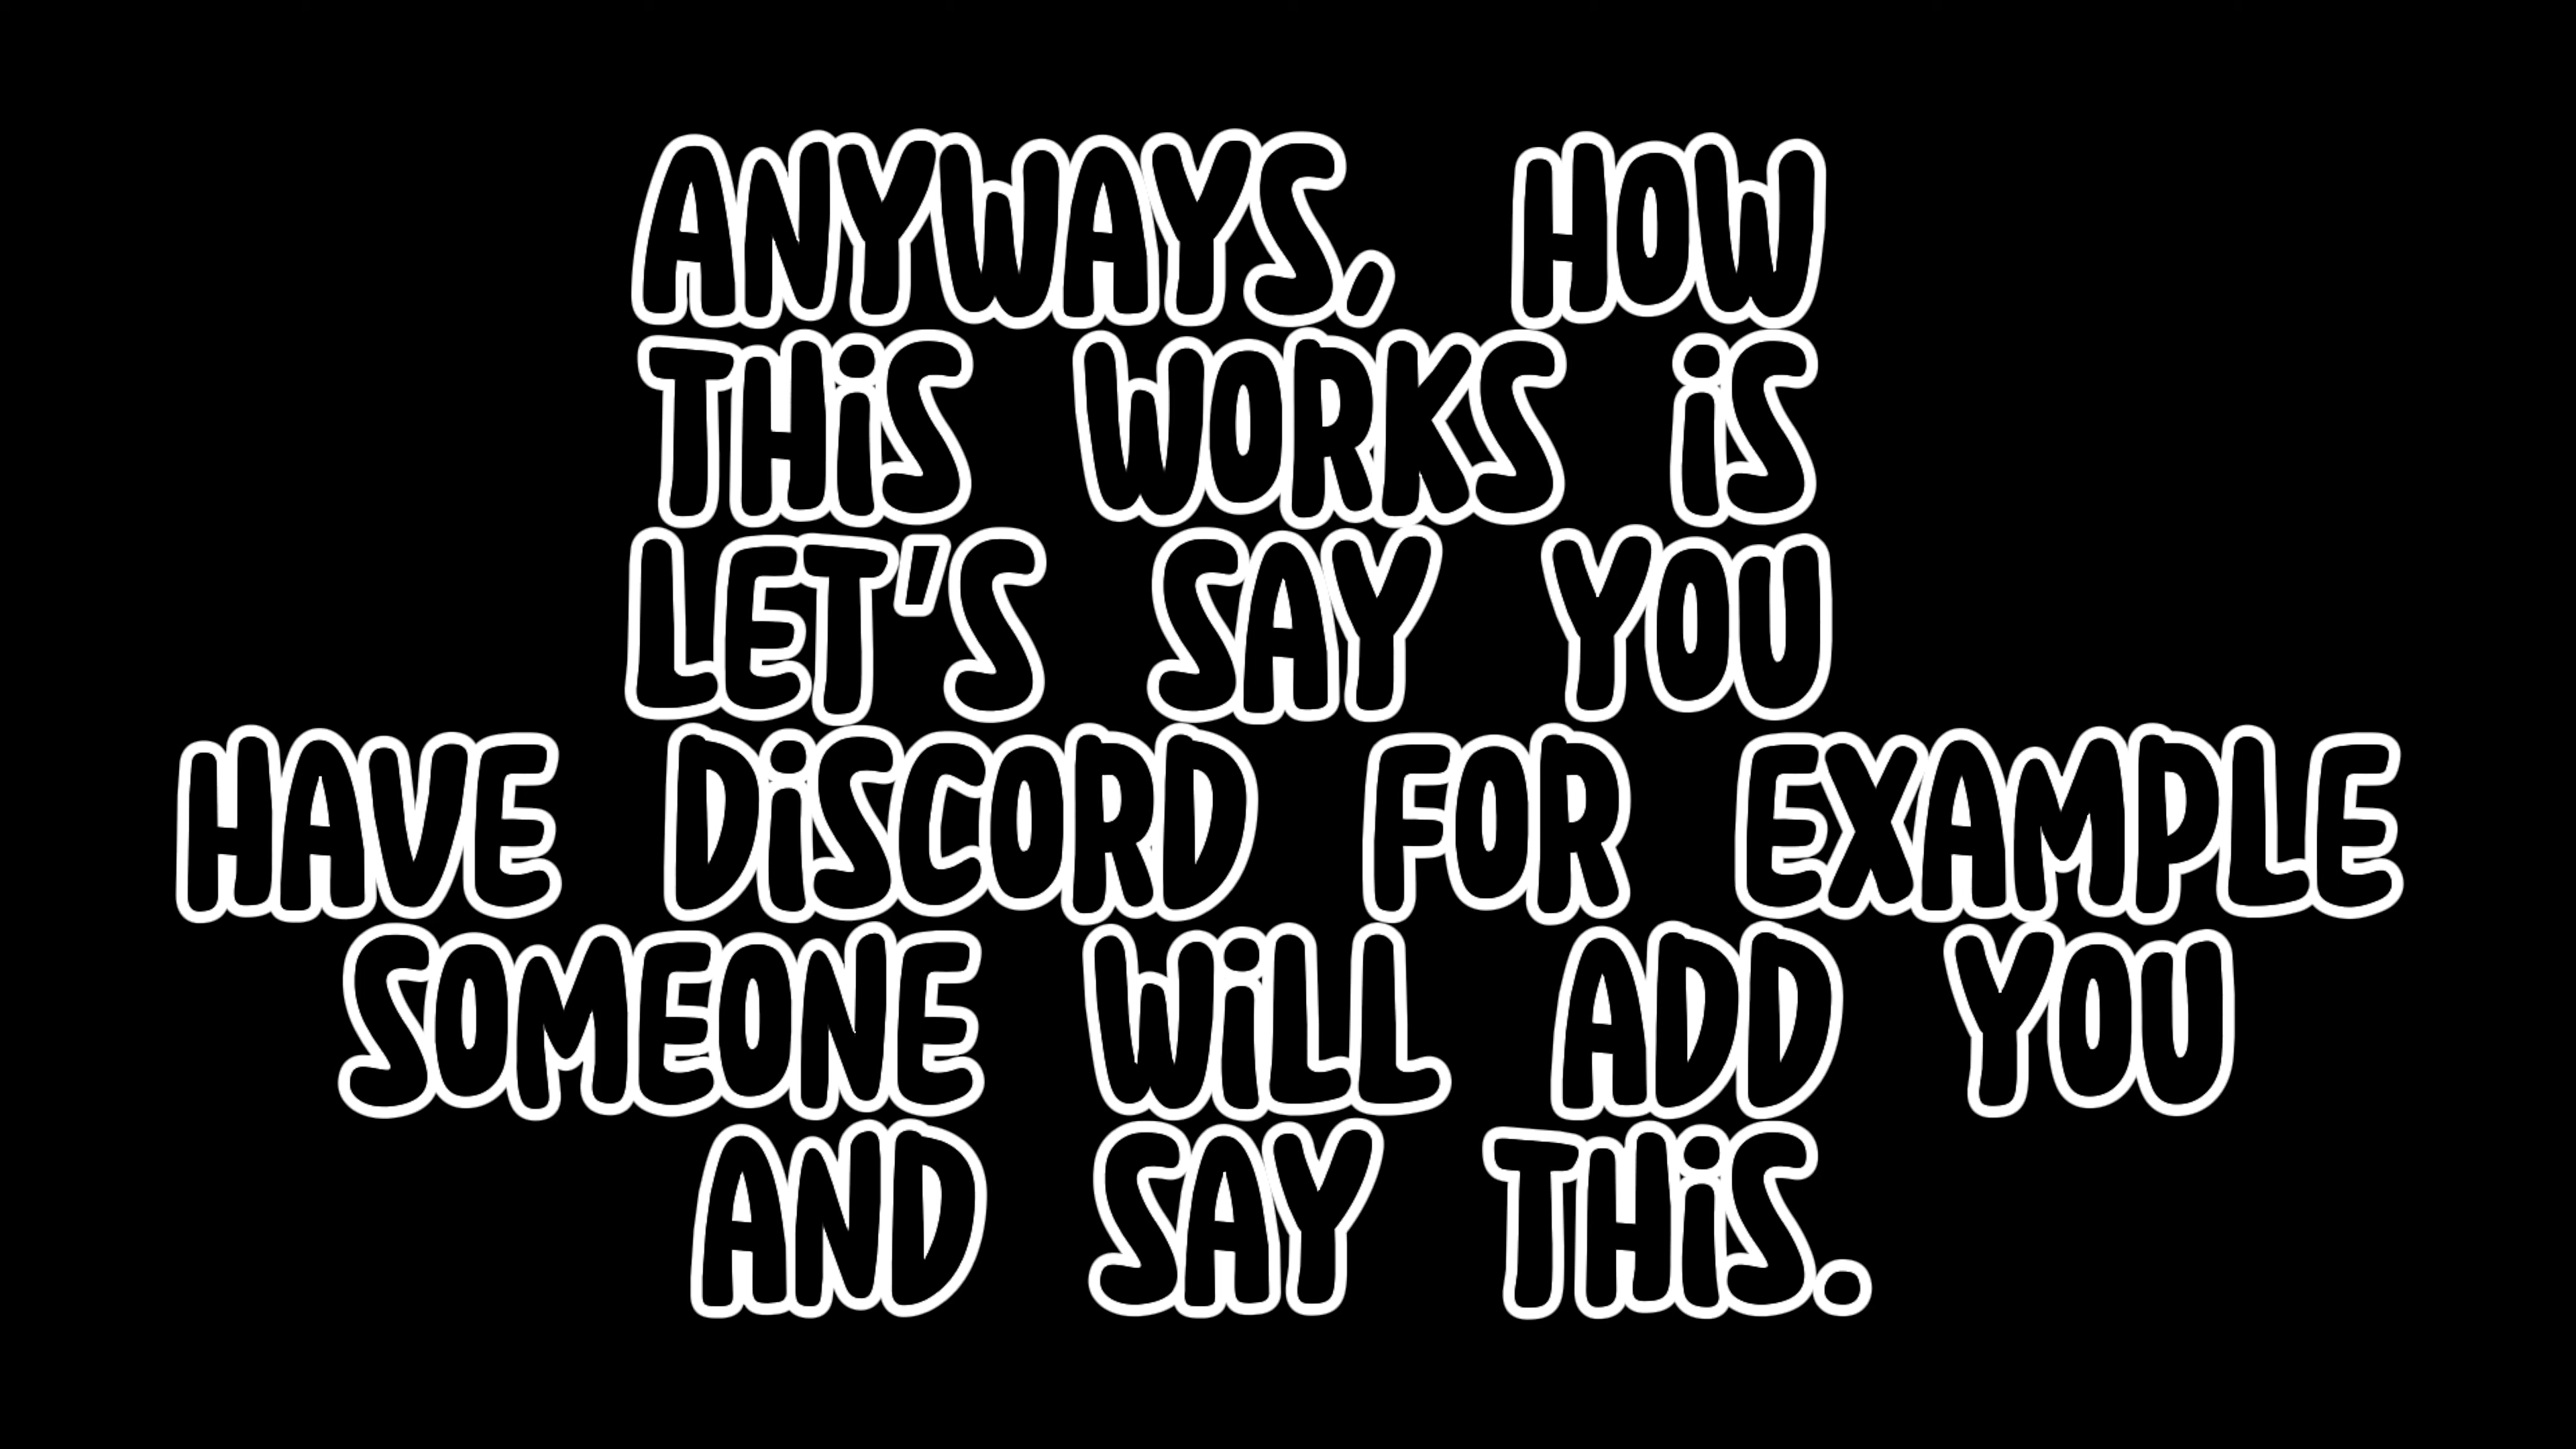 ANYWAYS, HOW
THiS WORKS iS
LET'S SAY YOU
HAVE DiSCORD FOR EXAMPLE
SOMEONE WiLL ADD YOU
AND SAY THiS.